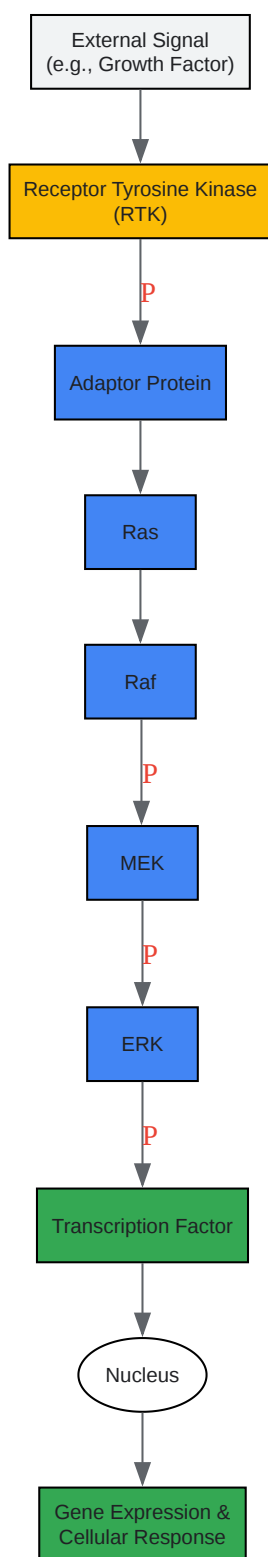 External Signal
(e.g., Growth Factor)
Receptor Tyrosine Kinase
(RTK)
P
Adaptor Protein
Ras
Raf
P
MEK
P
ERK
P
Transcription Factor
Nucleus
Gene Expression &
Cellular Response